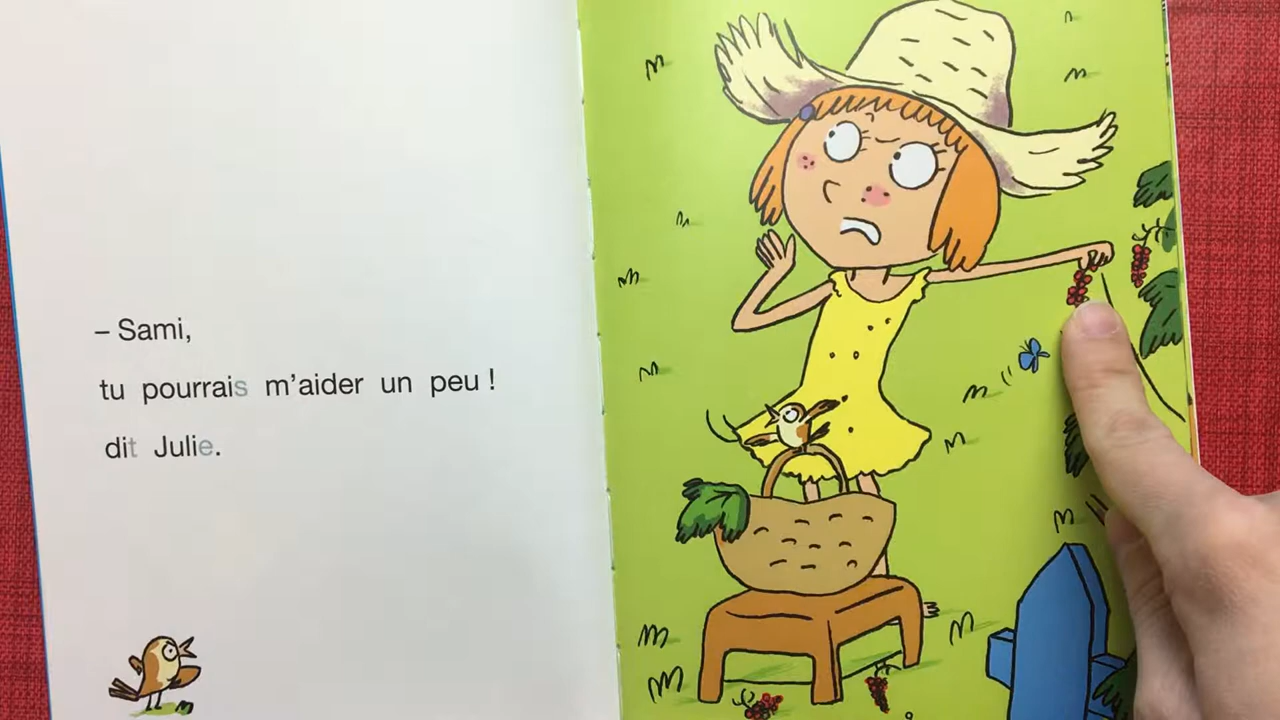 – Sami,
tu pourrais m'aider un peu !
dit Julie.